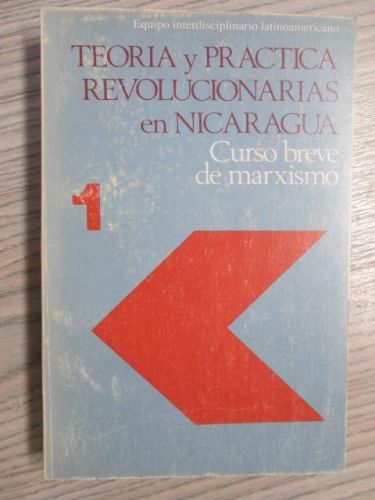 Equipo interdisciplinario latinoamericano
TEORIA y PRACTICA
REVOLUCIONARIAS
en NICARAGUA
Curso breve
de marxismo
1